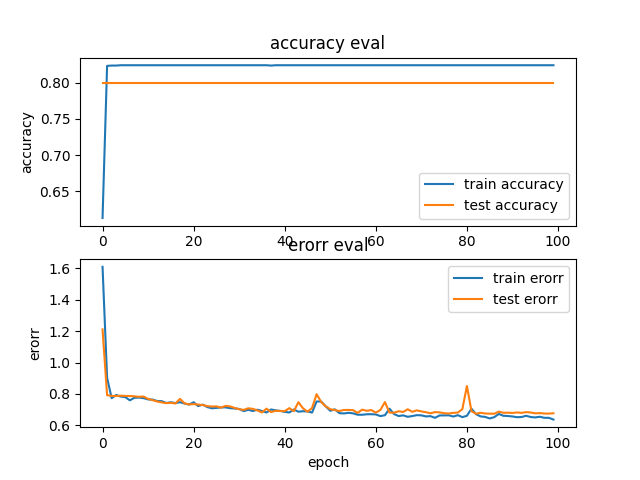 accuracy eval
accuracy
0.80
0.75
0.70
0.65
train accuracy
test accuracy
0 20 40 60 80 100
erorr eval
erorr
1.6
1.4
1.2
1.0
0.8
0.6
train erorr
test erorr
0 20 40 60 80 100
epoch